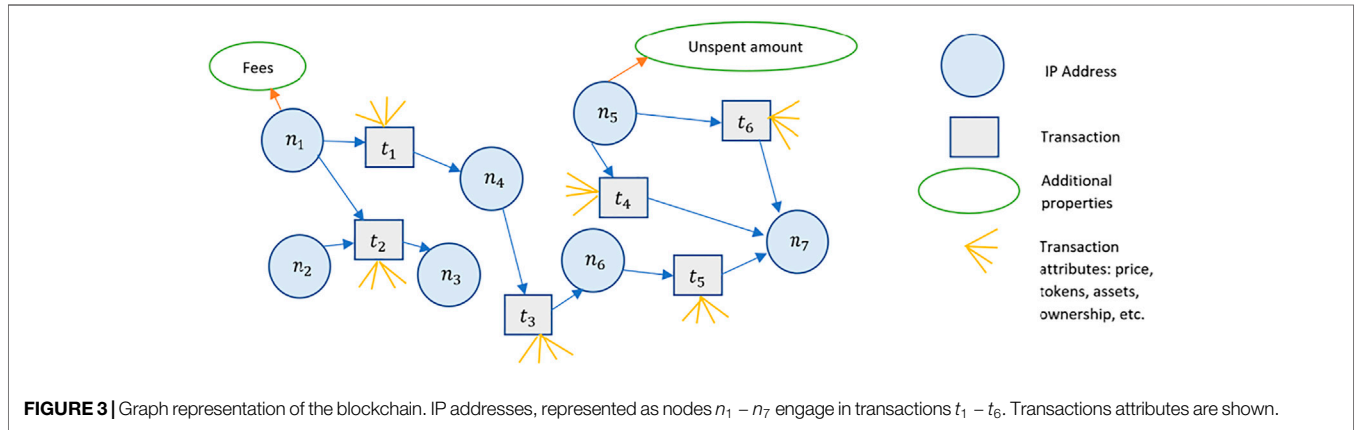 Fees
Unspent amount
n₁
t₁
n₄
n₅
t₆
t₄
n₇
n₂
t₂
n₃
t₃
n₆
t₅
IP Address
Transaction
Additional
properties
Transaction
attributes: price,
tokens, assets,
ownership, etc.
FIGURE 3 | Graph representation of the blockchain. IP addresses, represented as nodes n₁ – n₇ engage in transactions t₁ – t₆. Transactions attributes are shown.